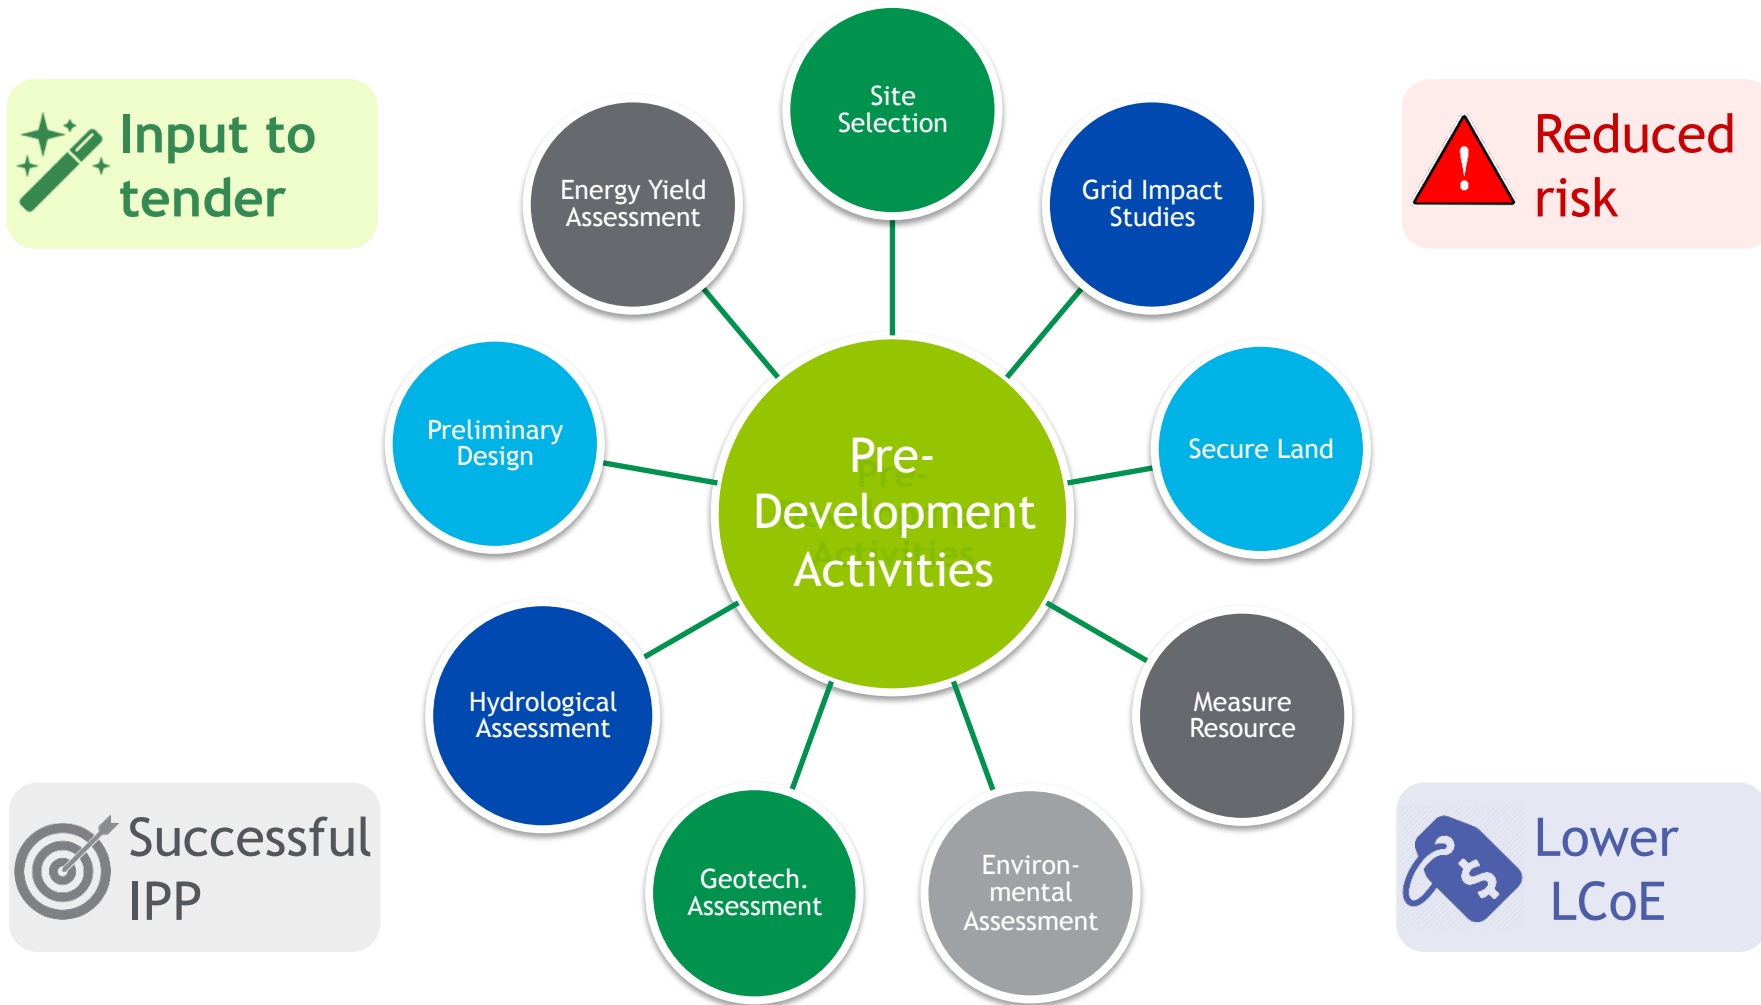 Input to
tender
Site
Selection
Reduced
risk
Energy Yield
Assessment
Grid Impact
Studies
Preliminary
Design
Secure Land
Pre-
Development
Activities
Hydrological
Assessment
Measure
Resource
Successful
IPP
Geotech.
Assessment
Environ-
mental
Assessment
Lower
LCoE